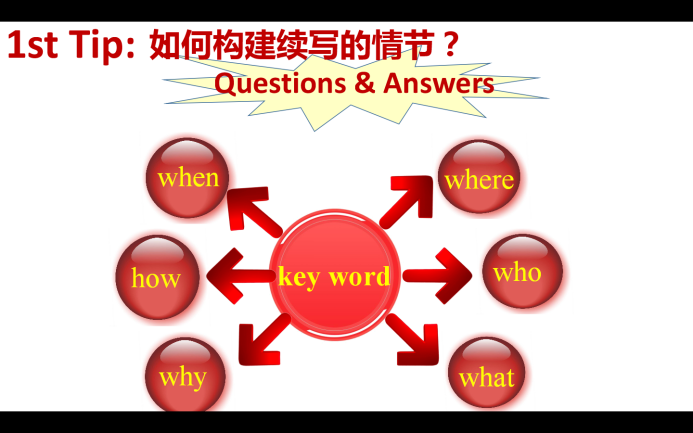 1st Tip: 如何构建续写的情节？
Questions & Answers
when
where
how
key word
who
why
what